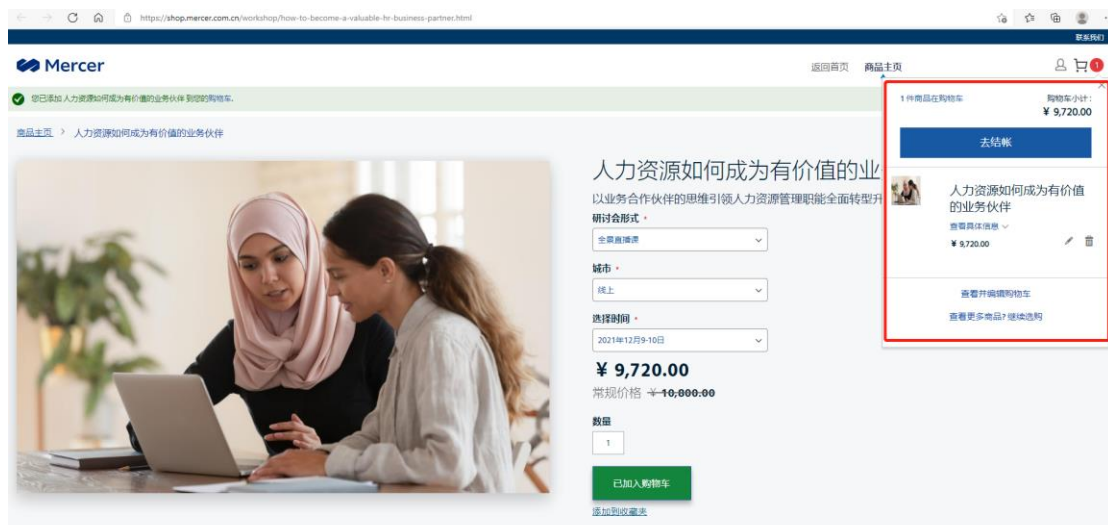 https://shop.mercer.com.cn/workshop/how-to-become-a-valuable-hr-business-partner.html
联系我们
Mercer
返回首页 商品主页
1
您已添加 人力资源如何成为有价值的业务伙伴 到您的购物车.
商品主页 > 人力资源如何成为有价值的业务伙伴
人力资源如何成为有价值的业
以业务合作伙伴的思维引领人力资源管理职能全面转型升
研讨会形式
全景直播课
城市
线上
选择时间
2021年12月9-10日
¥ 9,720.00
常规价格 ¥ 10,800.00
数量
1
已加入购物车
添加到收藏夹
1 件商品在购物车
购物车小计:
¥ 9,720.00
去结帐
人力资源如何成为有价值
的业务伙伴
查看具体信息
¥ 9,720.00
查看并编辑购物车
查看更多商品? 继续选购